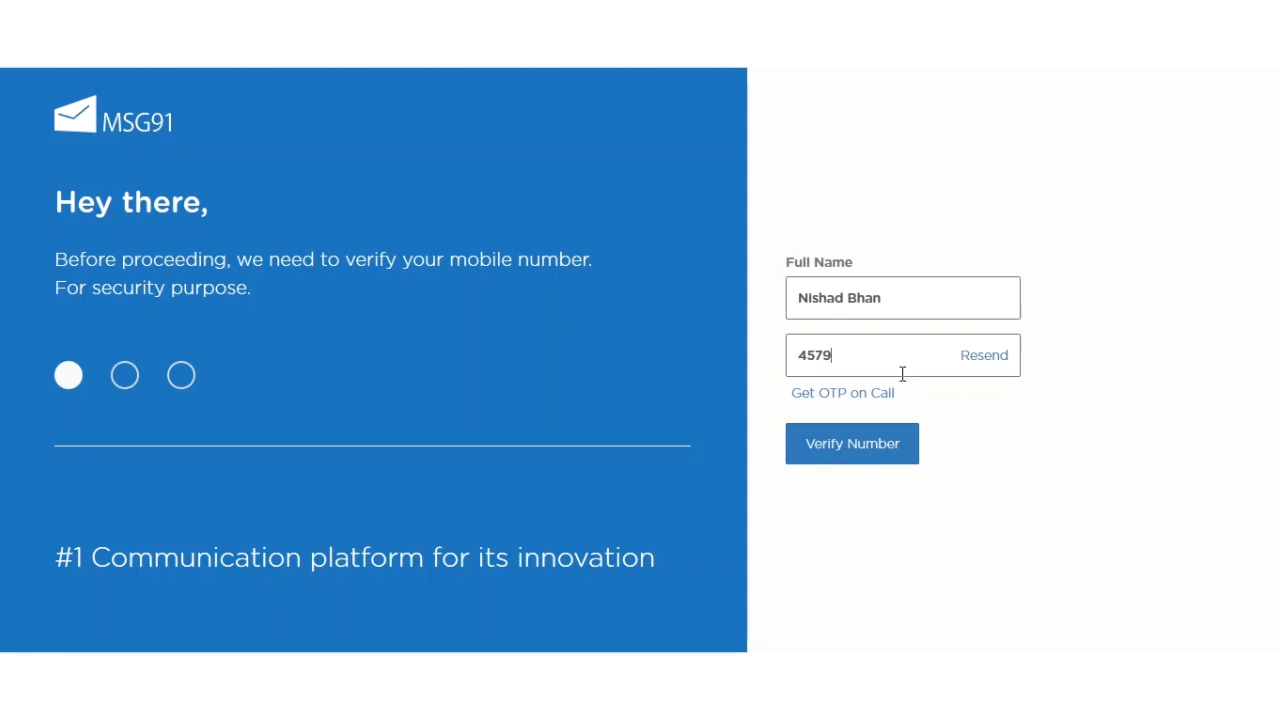 MSG91
Hey there,
Before proceeding, we need to verify your mobile number.
For security purpose.
#1 Communication platform for its innovation
Full Name
Nishad Bhan
4579
Resend
Get OTP on Call
Verify Number